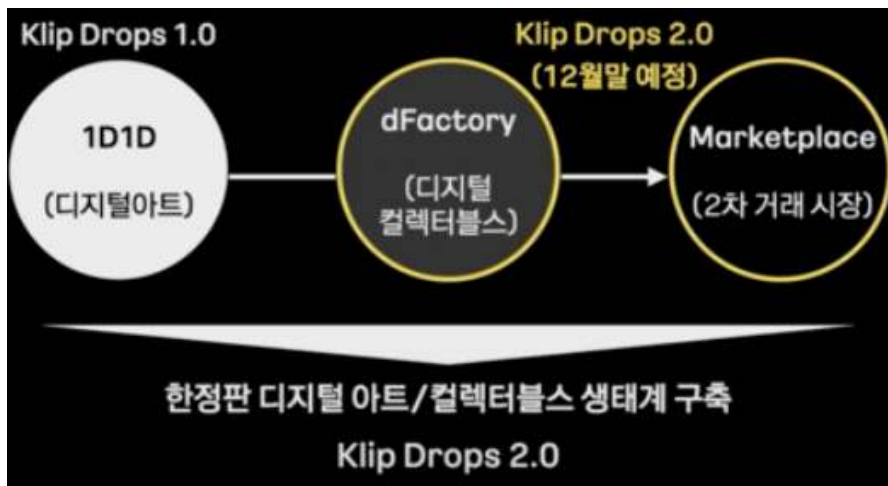 Klip Drops 1.0
Klip Drops 2.0
(12월말 예정)
1D1D
(디지털아트)
dFactory
(디지털
컬렉터블스)
Marketplace
(2차 거래 시장)
한정판 디지털 아트/컬렉터블스 생태계 구축
Klip Drops 2.0